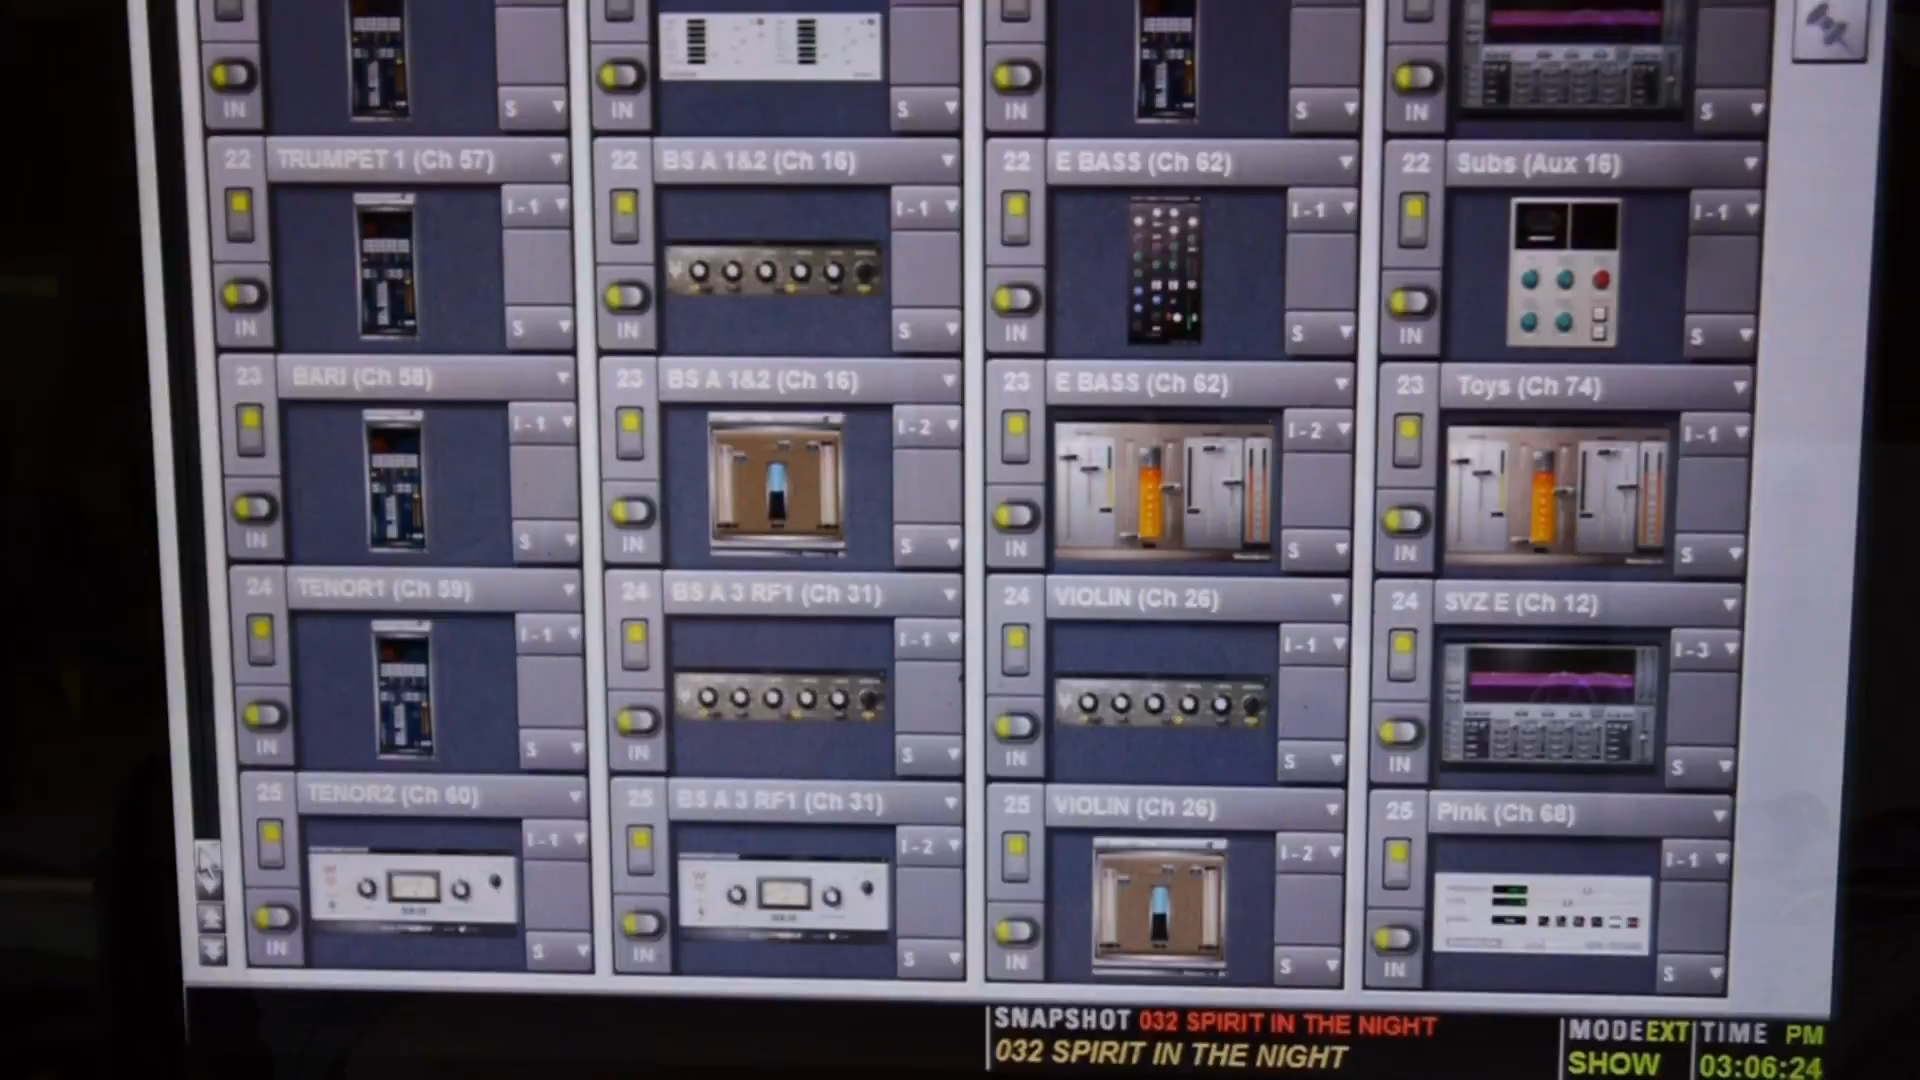 IN S ▼ IN S ▼ IN S ▼ IN S ▼
22 TRUMPET 1 (Ch 57) 22 BS A 1&2 (Ch 16) 22 E BASS (Ch 62) 22 Subs (Aux 16)
I-1 I-1 I-1 I-1
IN S IN S IN S IN S
23 BARI (Ch 58) 23 BS A 1&2 (Ch 16) 23 E BASS (Ch 62) 23 Toys (Ch 74)
I-1 I-2 I-2 I-1
IN S IN S IN S IN S
24 TENOR1 (Ch 59) 24 BS A 3 RF1 (Ch 31) 24 VIOLIN (Ch 26) 24 SVZ E (Ch 12)
I-1 I-1 I-1 I-3
IN S IN S IN S IN S
25 TENOR2 (Ch 60) 25 BS A 3 RF1 (Ch 31) 25 VIOLIN (Ch 26) 25 Pink (Ch 68)
I-1 I-2 I-2 I-1
IN S IN S IN S IN S
SNAPSHOT 032 SPIRIT IN THE NIGHT MODE EXT TIME PM
032 SPIRIT IN THE NIGHT SHOW 03:06:24